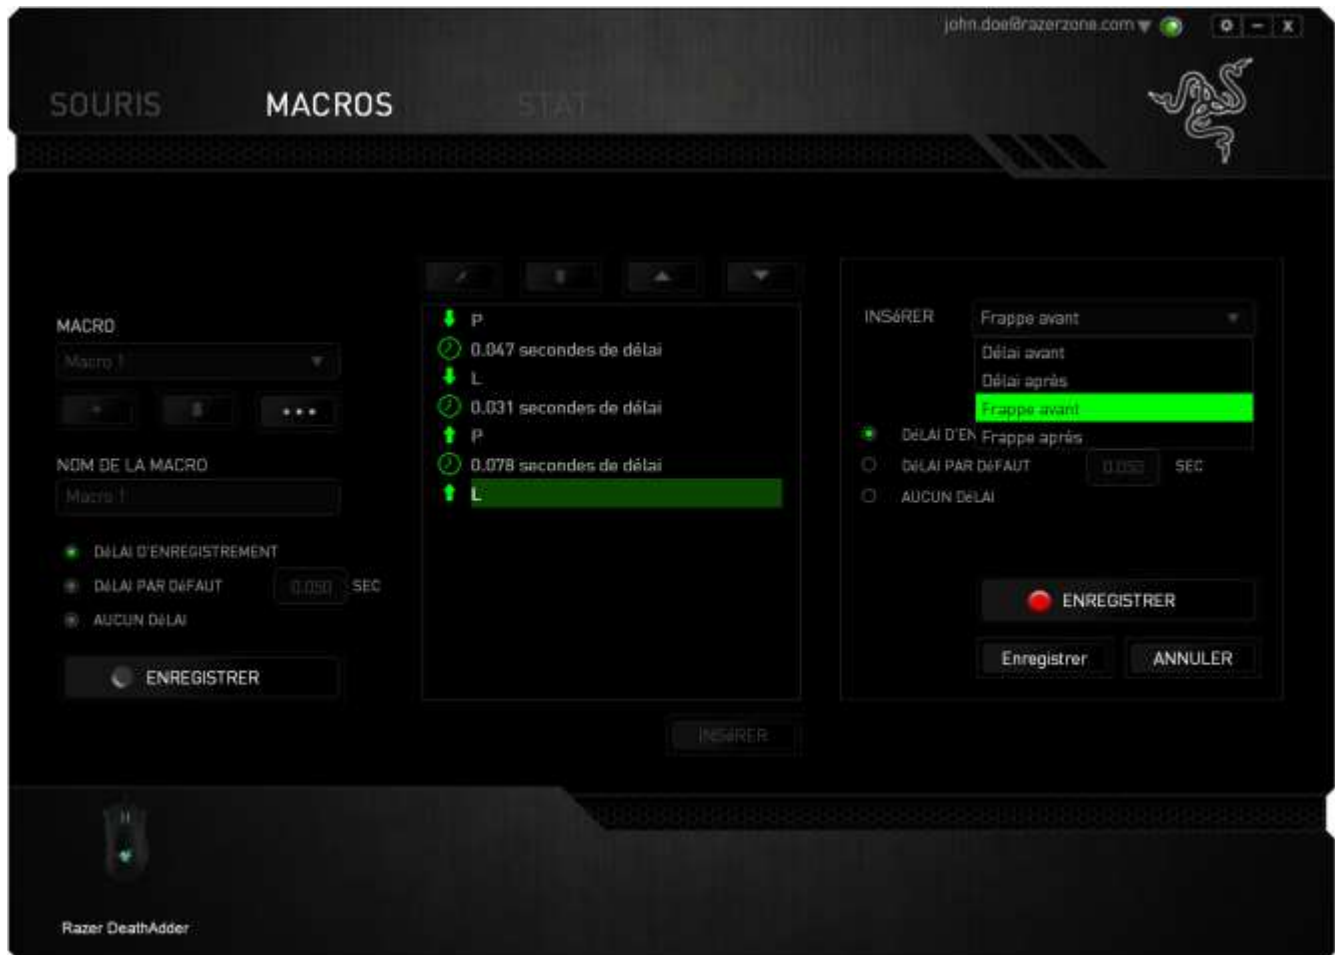 john.doe@razerzone.com
SOURIS MACROS STAT.
MACRO
Macro 1
NOM DE LA MACRO
Macro 1
DéLAI D'ENREGISTREMENT
DéLAI PAR DéFAUT 0.050 SEC
AUCUN DéLAI
ENREGISTRER
P
0.047 secondes de délai
L
0.031 secondes de délai
P
0.078 secondes de délai
L
INSéRER
INSéRER Frappe avant
Délai avant
Délai après
Frappe avant
Frappe après
DéLAI D'EN
DéLAI PAR DéFAUT 0.050 SEC
AUCUN DéLAI
ENREGISTRER
Enregistrer ANNULER
Razer DeathAdder